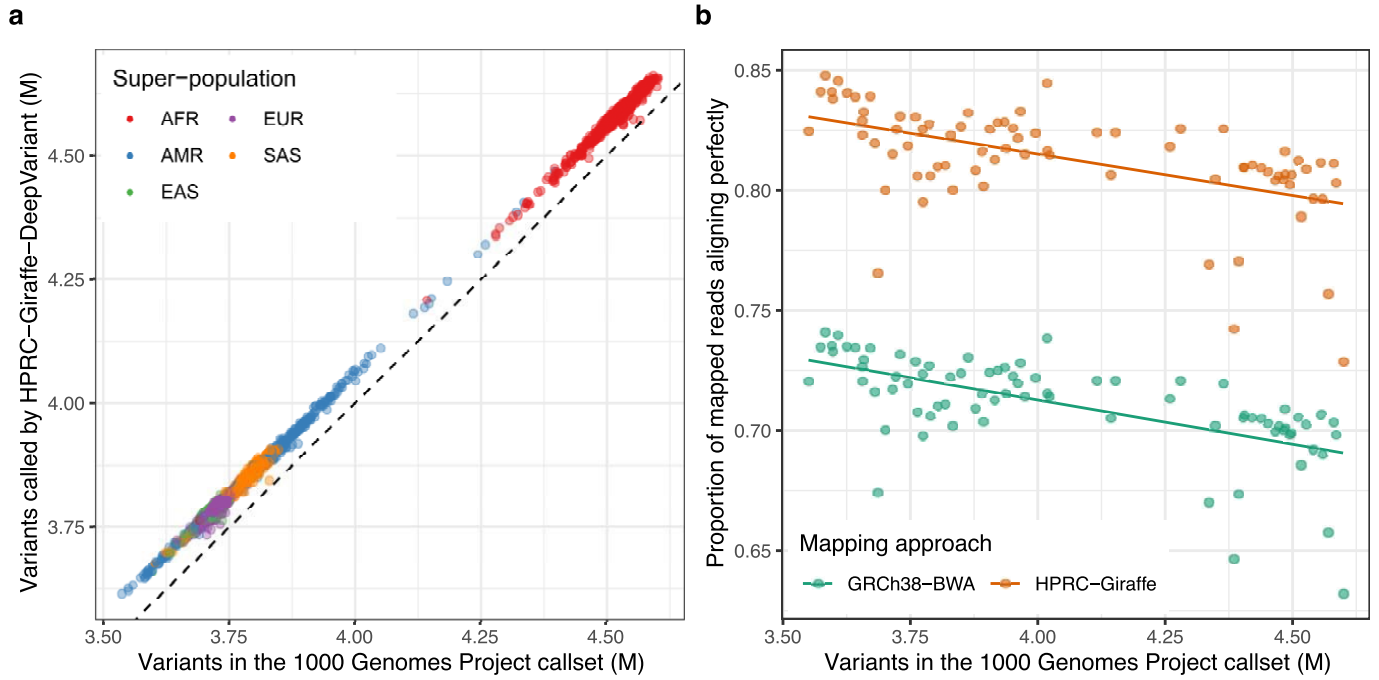 a
Variants called by HPRC−Giraffe−DeepVariant (M)
Super−population
AFR
EUR
AMR
SAS
EAS
4.50
4.25
4.00
3.75
3.50
3.75
4.00
4.25
4.50
Variants in the 1000 Genomes Project callset (M)
b
Proportion of mapped reads aligning perfectly
0.85
0.80
0.75
0.70
0.65
Mapping approach
GRCh38−BWA
HPRC−Giraffe
3.50
3.75
4.00
4.25
4.50
Variants in the 1000 Genomes Project callset (M)